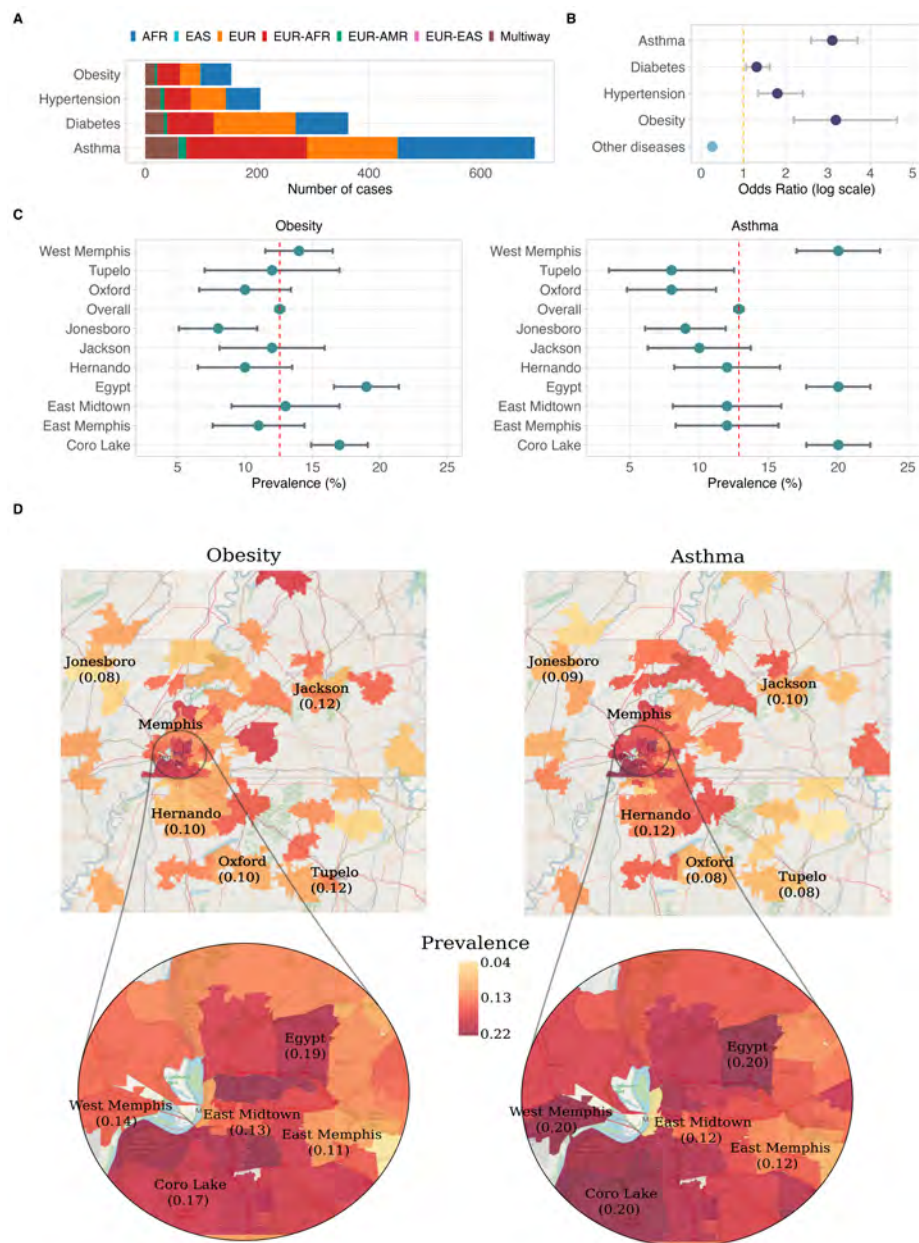 A
AFR EAS EUR EUR-AFR EUR-AMR EUR-EAS Multiway
Obesity
Hypertension
Diabetes
Asthma
0 200 400 600
Number of cases
B
Asthma
Diabetes
Hypertension
Obesity
Other diseases
0 1 2 3 4 5
Odds Ratio (log scale)
C
Obesity
West Memphis
Tupelo
Oxford
Overall
Jonesboro
Jackson
Hernando
Egypt
East Midtown
East Memphis
Coro Lake
5 10 15 20 25
Prevalence (%)
Asthma
West Memphis
Tupelo
Oxford
Overall
Jonesboro
Jackson
Hernando
Egypt
East Midtown
East Memphis
Coro Lake
5 10 15 20 25
Prevalence (%)
D
Obesity
Jonesboro
(0.08)
Jackson
(0.12)
Memphis
Hernando
(0.10)
Oxford
(0.10)
Tupelo
(0.12)
Asthma
Jonesboro
(0.09)
Jackson
(0.10)
Memphis
Hernando
(0.12)
Oxford
(0.08)
Tupelo
(0.08)
Prevalence
0.04
0.13
0.22
Egypt
(0.19)
West Memphis
(0.14)
East Midtown
(0.13)
East Memphis
(0.11)
Coro Lake
(0.17)
Egypt
(0.20)
West Memphis
(0.20)
East Midtown
(0.12)
East Memphis
(0.12)
Coro Lake
(0.20)